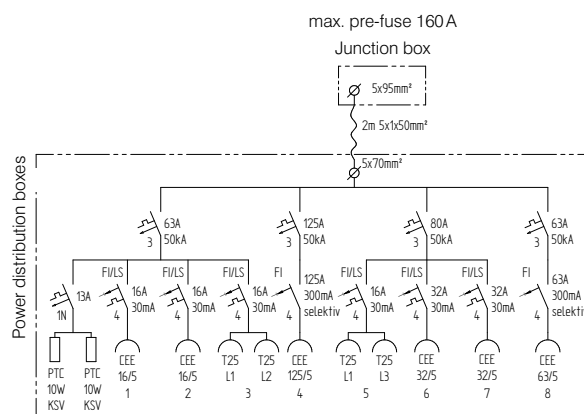 max. pre-fuse 160 A
Junction box
5x95mm²
2m 5x1x50mm²
5x70mm²
Power distribution boxes
63A 125A 80A 63A
50kA 50kA 50kA 50kA
3 3 3 3
FI/LS FI/LS FI/LS FI FI/LS FI/LS FI/LS FI
13A 16A 16A 16A 125A 16A 32A 32A 63A
30mA 30mA 30mA 300mA 30mA 30mA 30mA 300mA
selektiv selektiv
1N 4 4 4 4 4 4 4 4
PTC PTC CEE CEE T25 T25 CEE T25 T25 CEE CEE CEE
10W 10W 16/5 16/5 L1 L2 125/5 L1 L3 32/5 32/5 63/5
KSV KSV 1 2 3 4 5 6 7 8